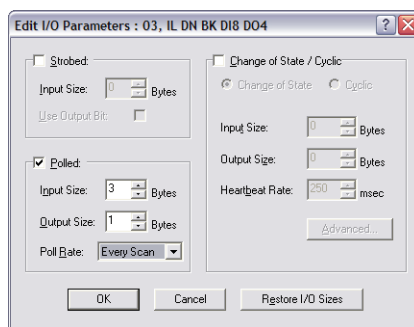 Edit I/O Parameters : 03, IL DN BK DI8 DO4
Strobed:
Input Size: 0 Bytes
Use Output Bit:
Polled:
Input Size: 3 Bytes
Output Size: 1 Bytes
Poll Rate: Every Scan
Change of State / Cyclic
Change of State Cyclic
Input Size: 0 Bytes
Output Size: 0 Bytes
Heartbeat Rate: 250 msec
Advanced...
OK Cancel Restore I/O Sizes